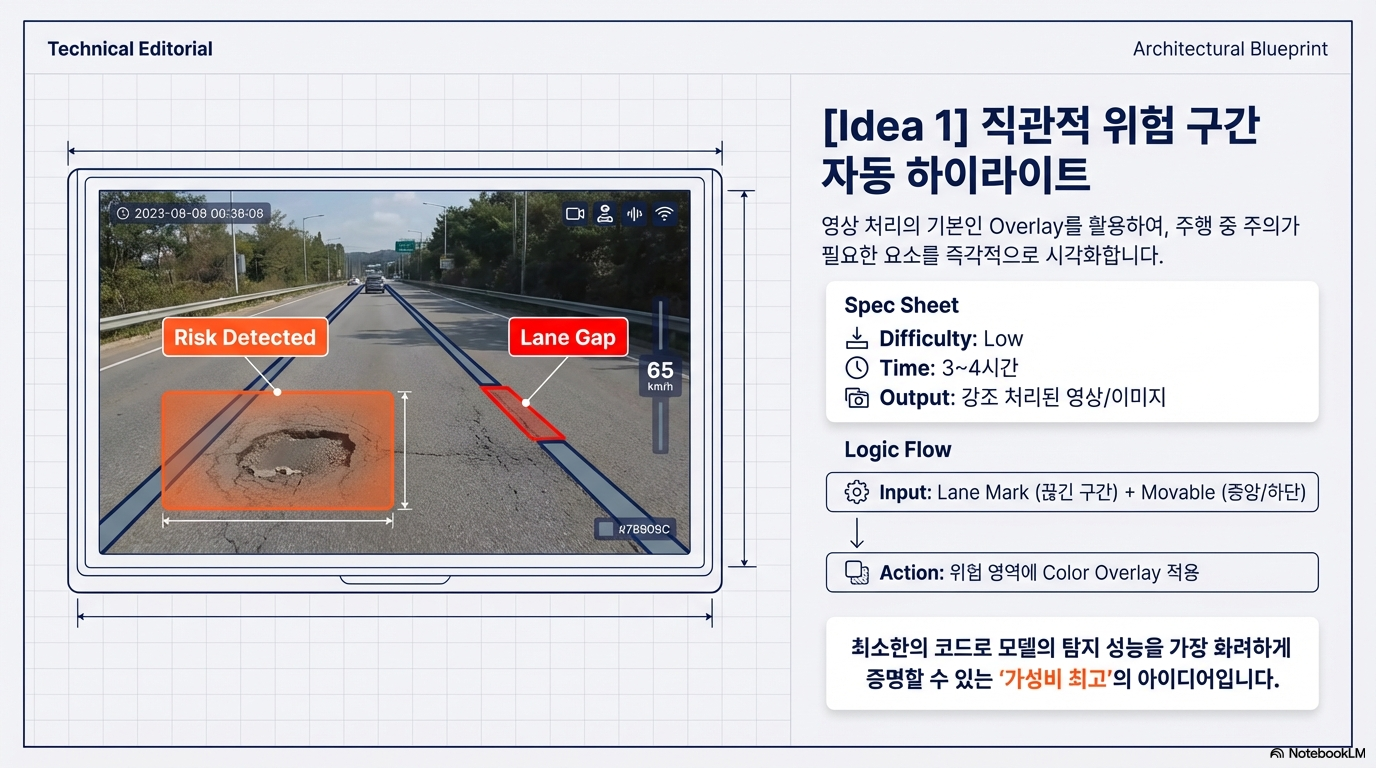 Technical Editorial
Architectural Blueprint
2023-08-08 00:38:08
Risk Detected
Lane Gap
65
km/h
#7B909C
[Idea 1] 직관적 위험 구간
자동 하이라이트
영상 처리의 기본인 Overlay를 활용하여, 주행 중 주의가
필요한 요소를 즉각적으로 시각화합니다.
Spec Sheet
Difficulty: Low
Time: 3~4시간
Output: 강조 처리된 영상/이미지
Logic Flow
Input: Lane Mark (끊긴 구간) + Movable (중앙/하단)
Action: 위험 영역에 Color Overlay 적용
최소한의 코드로 모델의 탐지 성능을 가장 화려하게
증명할 수 있는 ‘가성비 최고’의 아이디어입니다.
NotebookLM